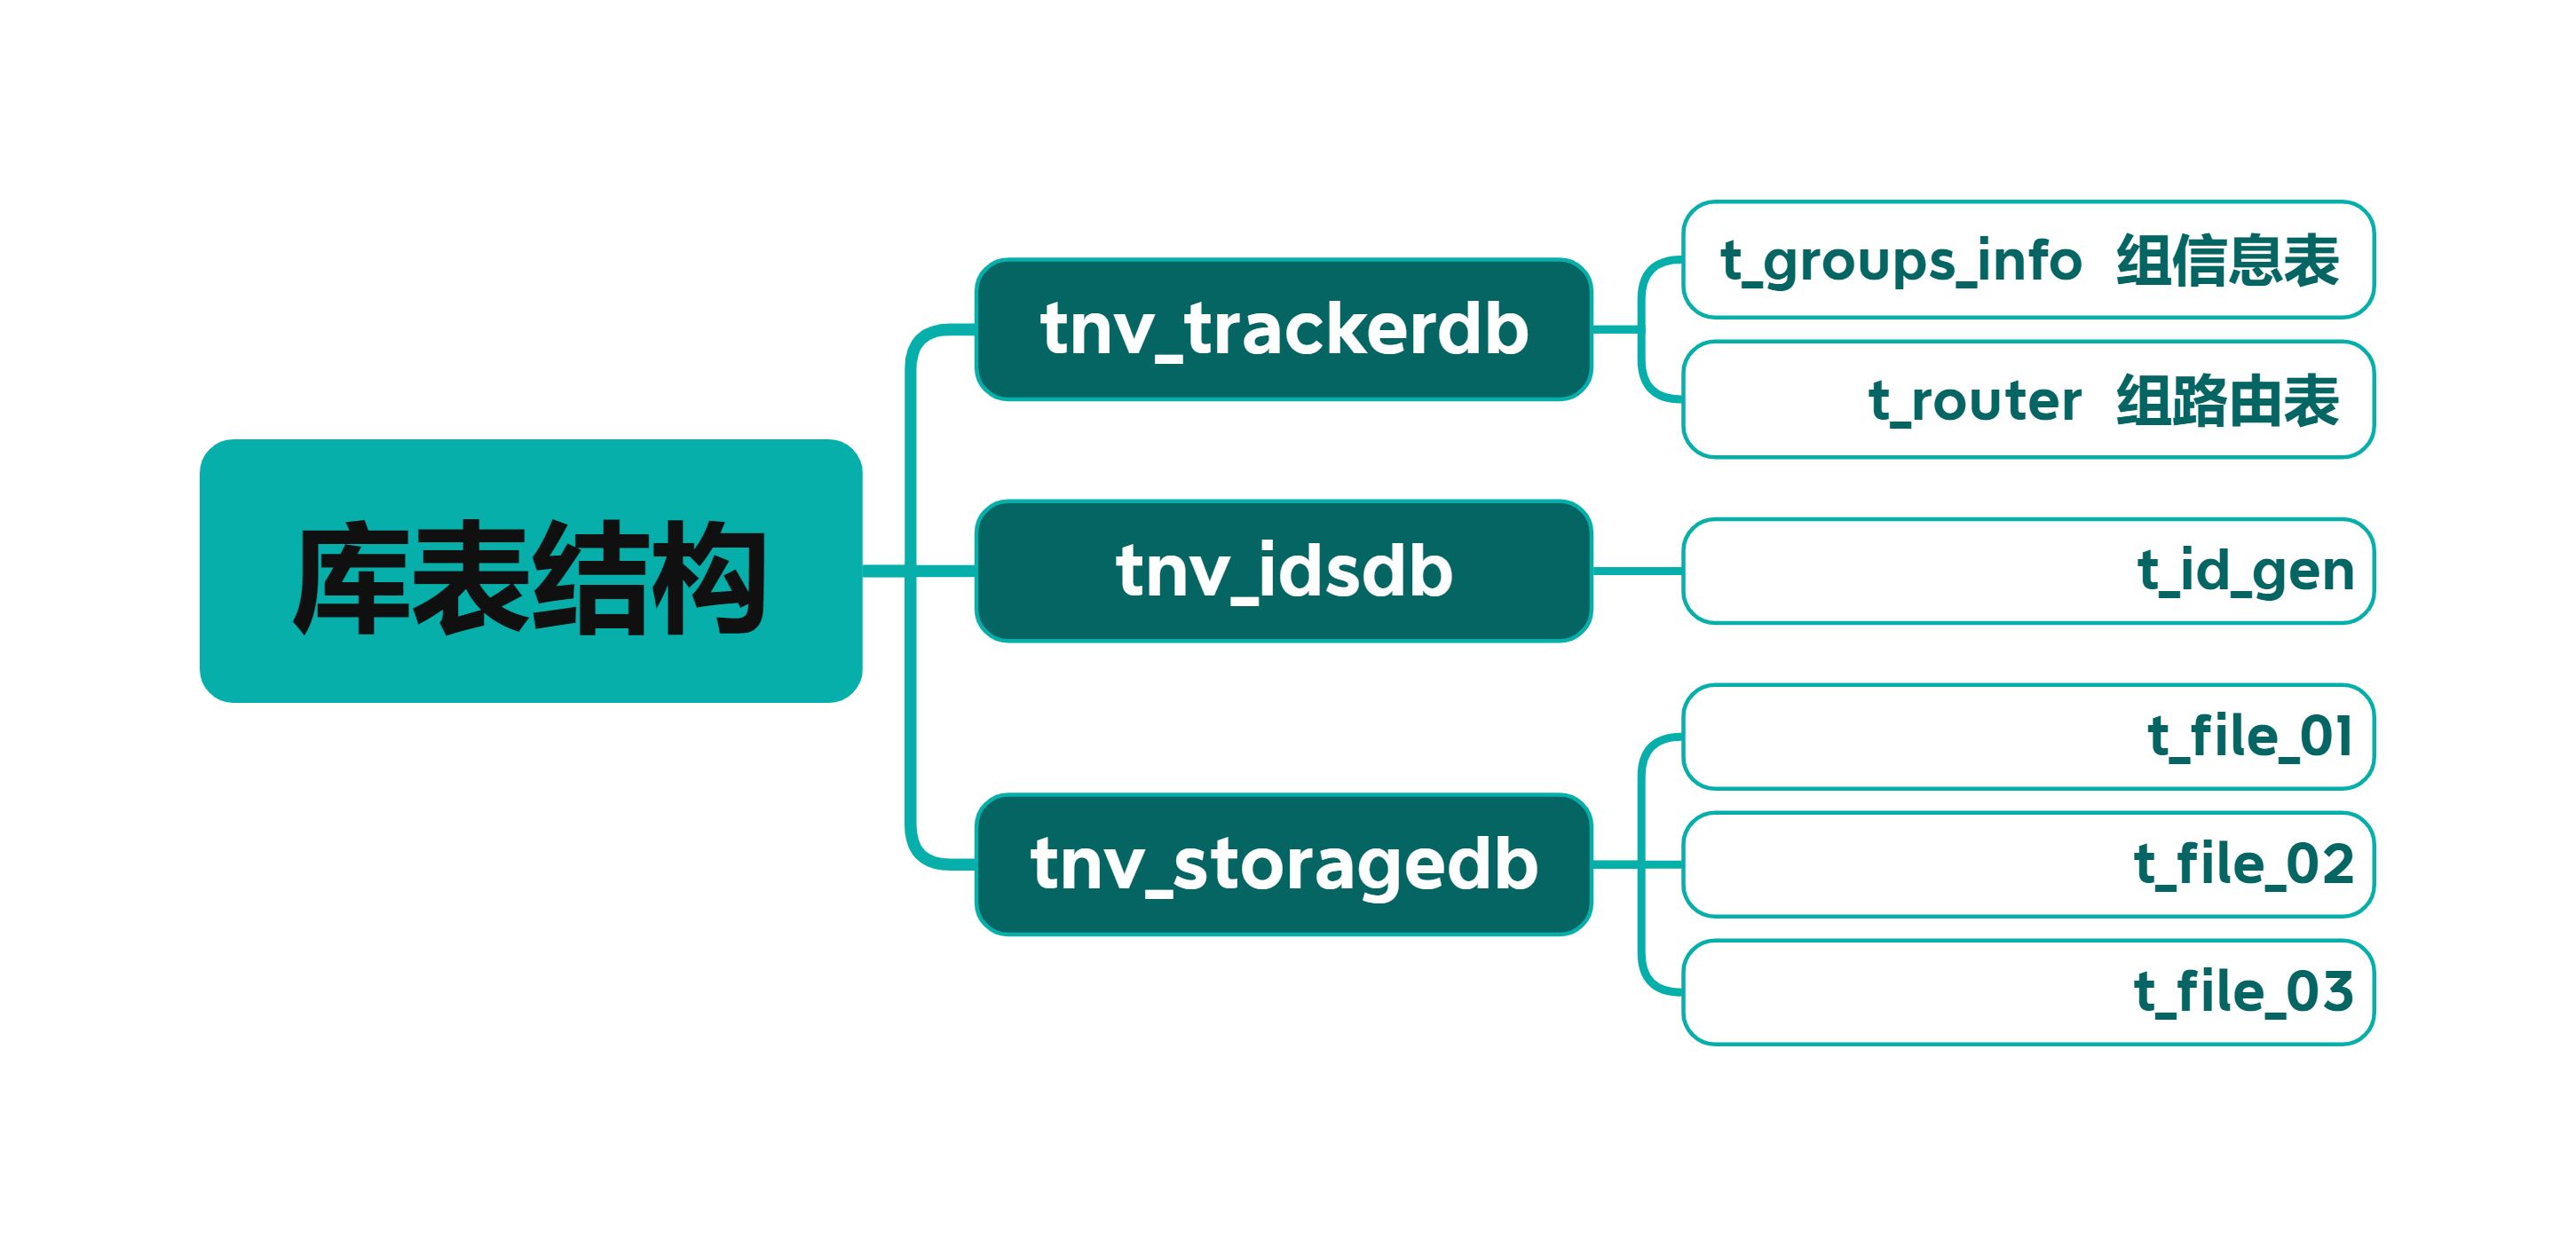 库表结构
tnv_trackerdb
t_groups_info 组信息表
t_router 组路由表
tnv_idsdb
t_id_gen
tnv_storagedb
t_file_01
t_file_02
t_file_03